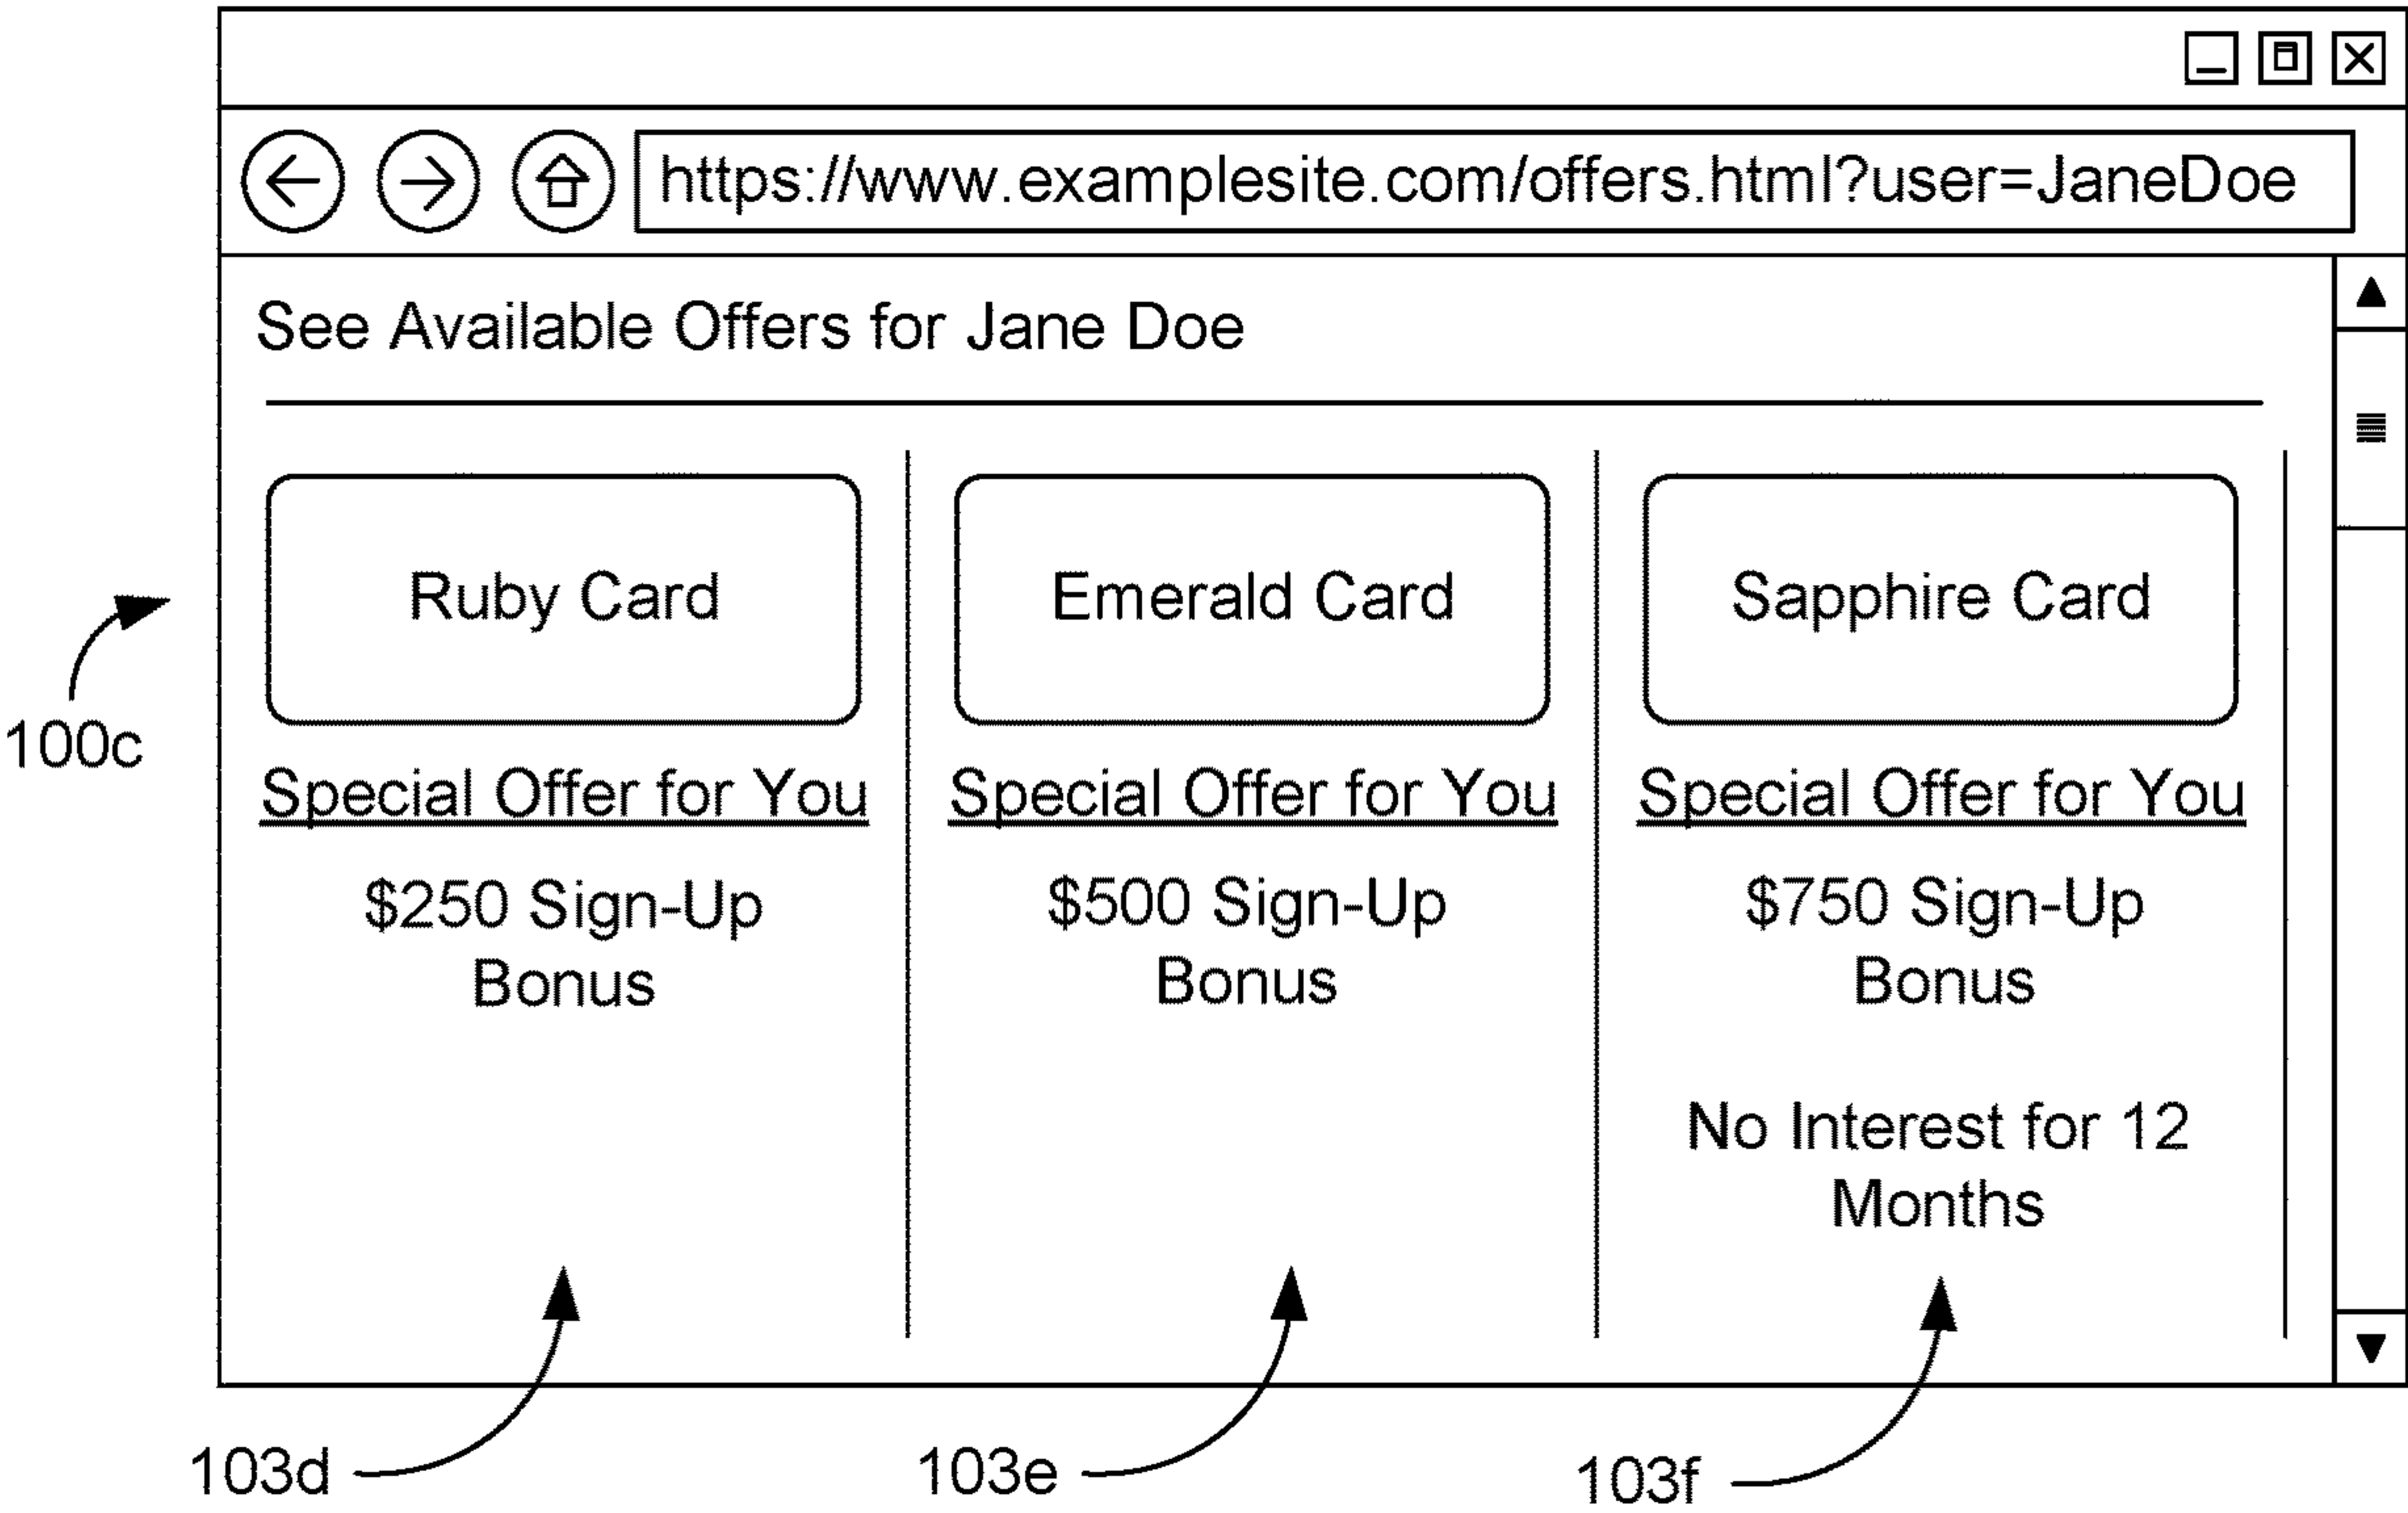 https://www.examplesite.com/offers.html?user=JaneDoe
See Available Offers for Jane Doe
Ruby Card
Special Offer for You
$250 Sign-Up
Bonus
Emerald Card
Special Offer for You
$500 Sign-Up
Bonus
Sapphire Card
Special Offer for You
$750 Sign-Up
Bonus
No Interest for 12
Months
100c
103d
103e
103f